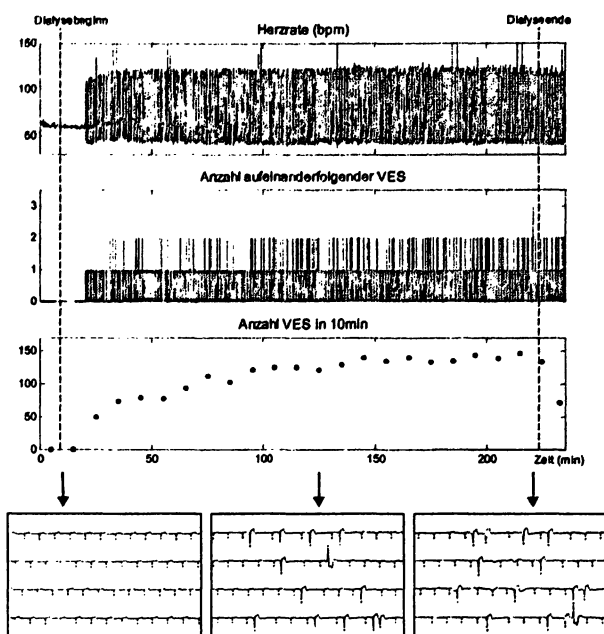 Dialysebeginn
Dialyseende
Herzrate (bpm)
150
100
60
Anzahl aufeinanderfolgender VES
3
2
1
0
Anzahl VES in 10min
150
100
50
0
0
50
100
150
200
Zeit (min)